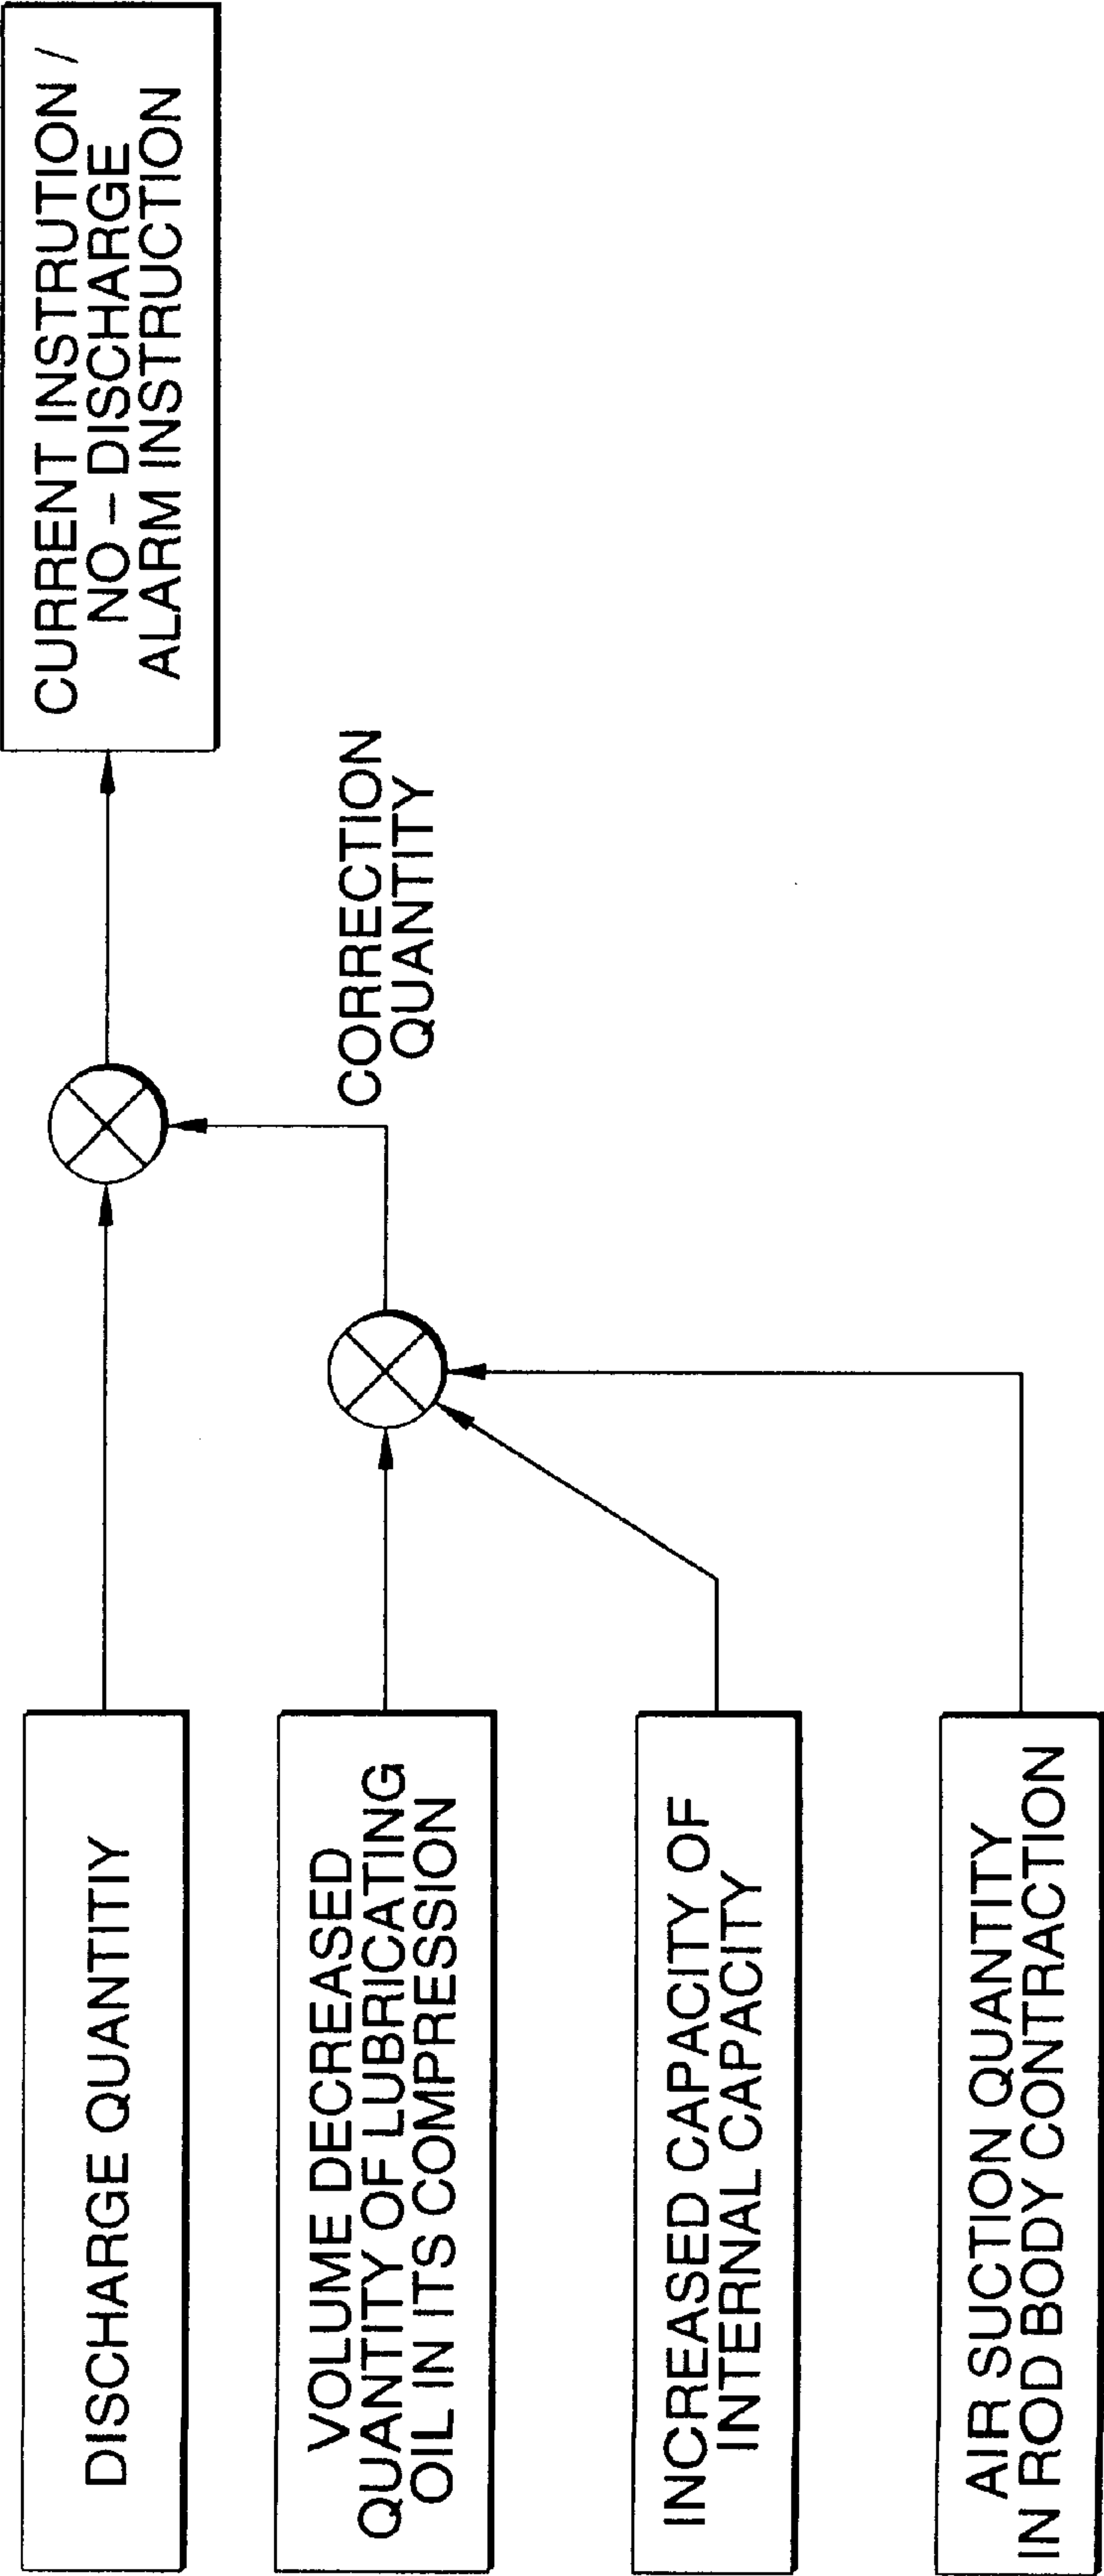 DISCHARGE QUANTITIY
VOLUME DECREASED
QUANTITY OF LUBRICATING
OIL IN ITS COMPRESSION
INCREASED CAPACITY OF
INTERNAL CAPACITY
AIR SUCTION QUANTITY
IN ROD BODY CONTRACTION
CORRECTION
QUANTITY
CURRENT INSTRUTION /
NO – DISCHARGE
ALARM INSTRUCTION